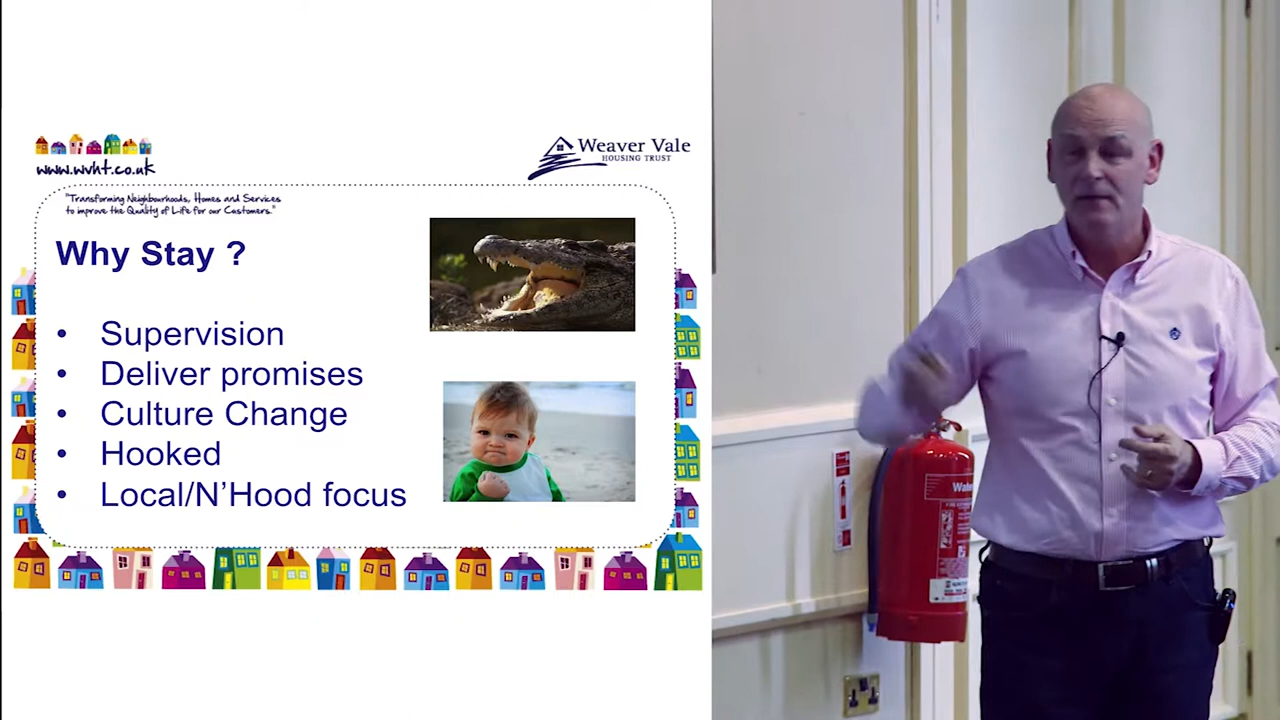 www.wvht.co.uk
Weaver Vale
HOUSING TRUST
"Transforming Neighbourhoods, Homes and Services
to improve the Quality of Life for our Customers."
Why Stay ?
• Supervision
• Deliver promises
• Culture Change
• Hooked
• Local/N'Hood focus